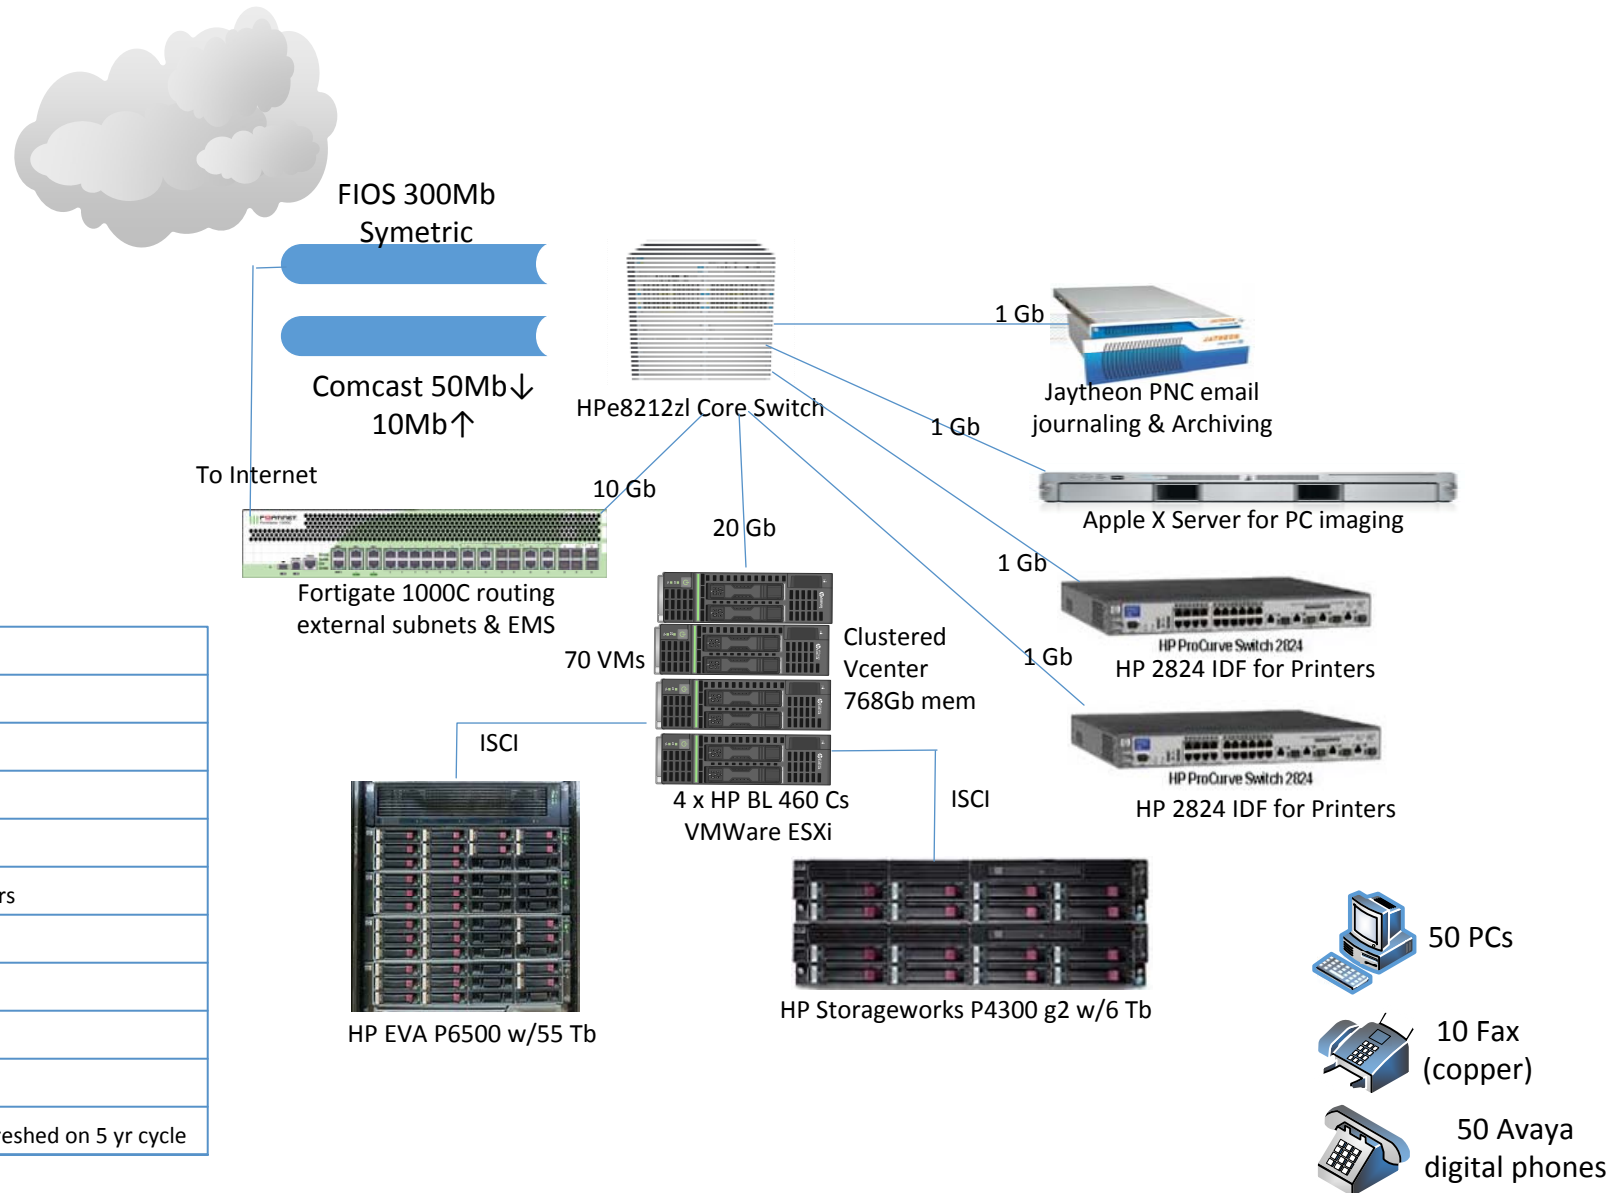 FIOS 300Mb
Symetric
Comcast 50Mb↓
10Mb↑
HPe8212zl Core Switch
1 Gb
JATHEON
Jaytheon PNC email
journaling & Archiving
1 Gb
To Internet
10 Gb
20 Gb
Apple X Server for PC imaging
FORTINET
Fortigate 1000C routing
external subnets & EMS
1 Gb
HP ProCurve Switch 2824
HP 2824 IDF for Printers
70 VMs
Clustered
Vcenter
768Gb mem
1 Gb
HP ProCurve Switch 2824
HP 2824 IDF for Printers
ISCI
ISCI
4 x HP BL 460 Cs
VMWare ESXi
HP EVA P6500 w/55 Tb
HP Storageworks P4300 g2 w/6 Tb
rs
eshed on 5 yr cycle
50 PCs
10 Fax
(copper)
50 Avaya
digital phones